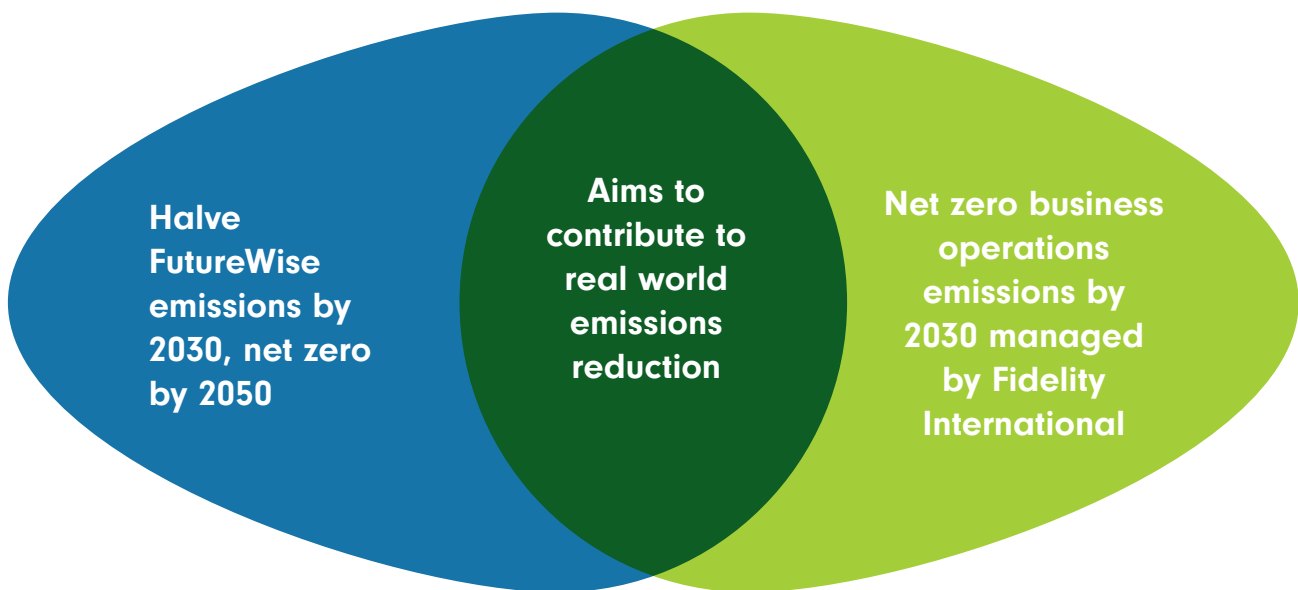 Halve
FutureWise
emissions by
2030, net zero
by 2050
Aims to
contribute to
real world
emissions
reduction
Net zero business
operations
emissions by
2030 managed
by Fidelity
International